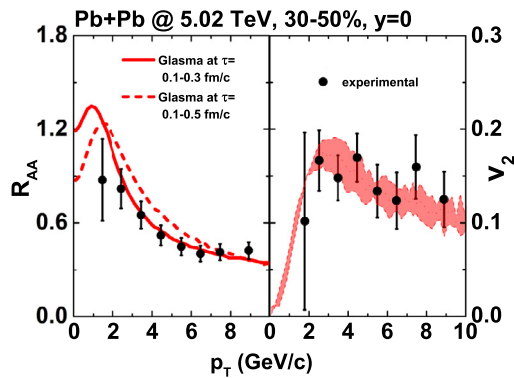 Pb+Pb @ 5.02 TeV, 30-50%, y=0
1.8
1.2
0.6
0.0
R_AA
Glasma at τ=
0.1-0.3 fm/c
Glasma at τ=
0.1-0.5 fm/c
experimental
0.3
0.2
0.1
0.0
v_2
0 2 4 6 8 0 2 4 6 8 10
p_T (GeV/c)